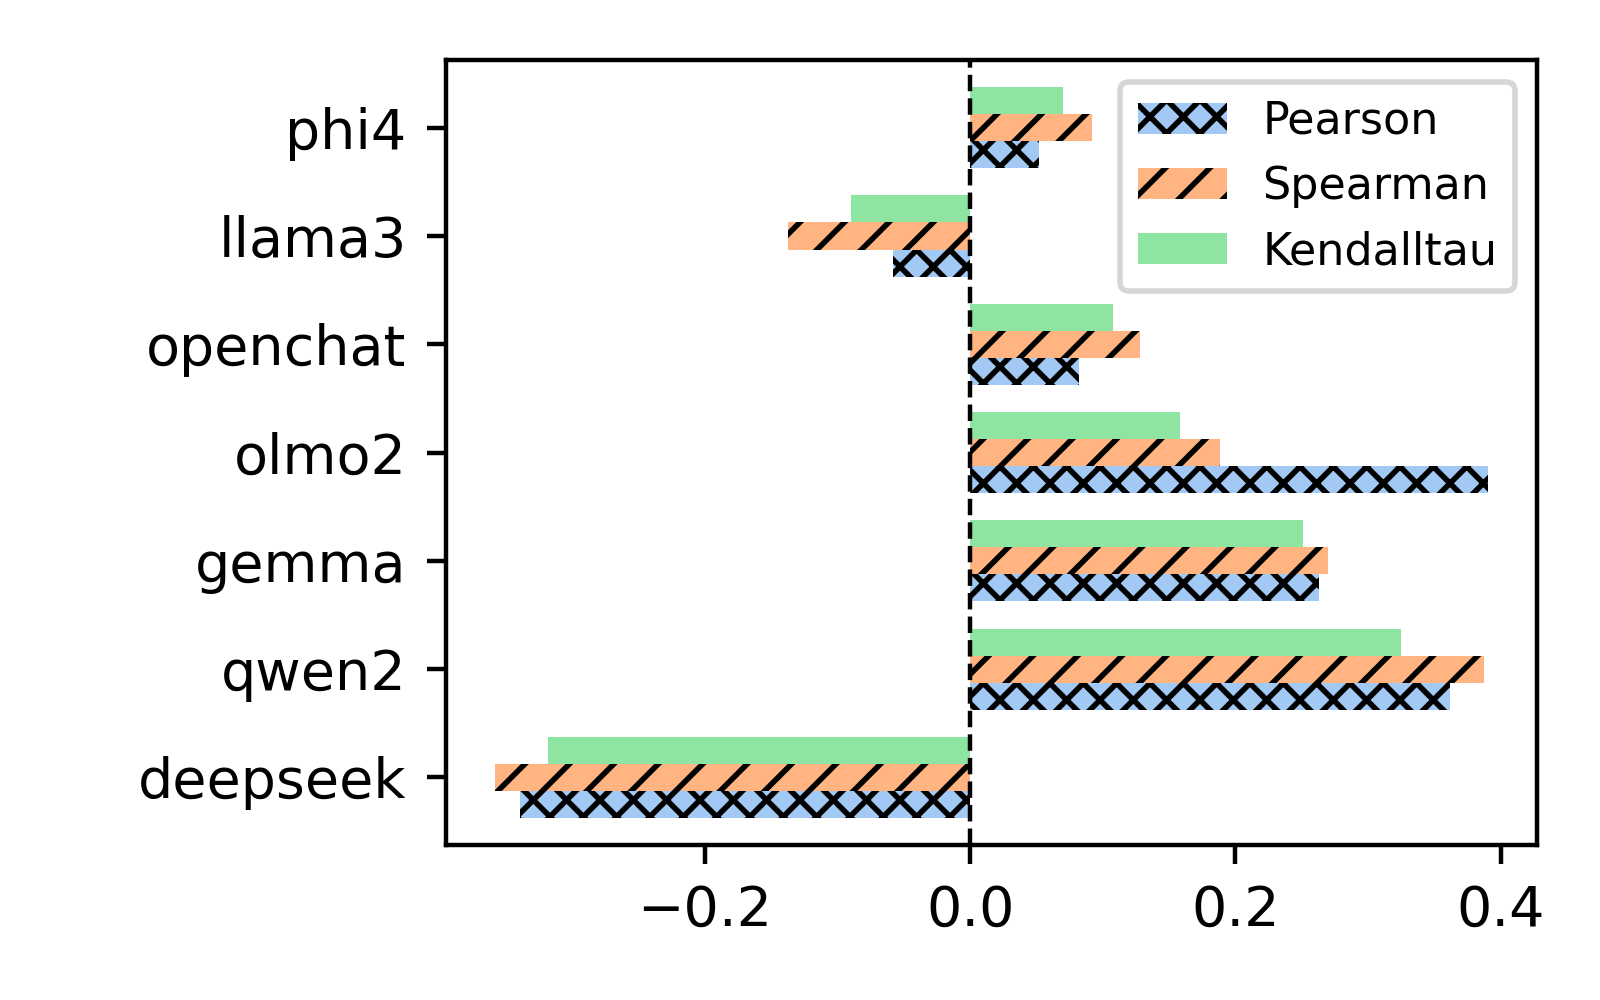 phi4
llama3
openchat
olmo2
gemma
qwen2
deepseek
Pearson
Spearman
Kendalltau
−0.2 0.0 0.2 0.4